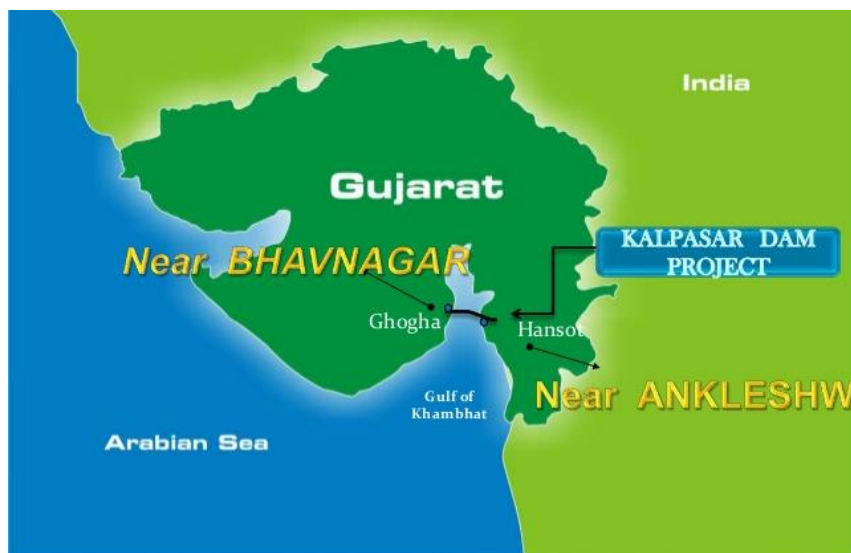 India
Gujarat
KALPASAR DAM
PROJECT
Near BHAVNAGAR
Ghogha
Hansot
Near ANKLESHW
Gulf of
Khambhat
Arabian Sea